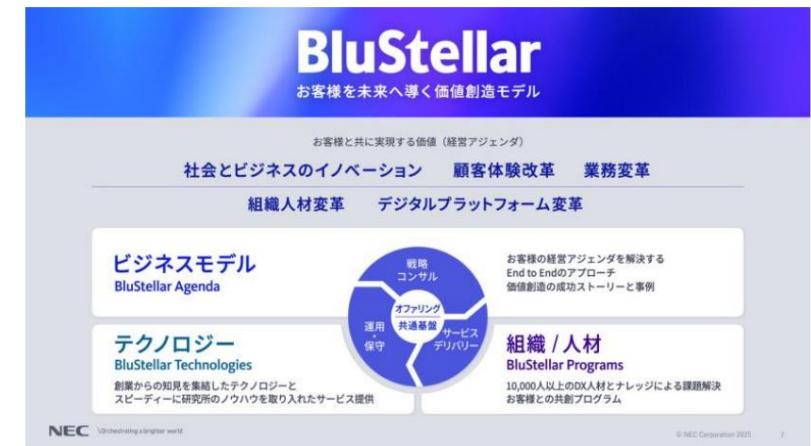 BluStellar
お客様を未来へ導く価値創造モデル
お客様と共に実現する価値（経営アジェンダ）
社会とビジネスのイノベーション 顧客体験改革 業務変革
組織人材変革 デジタルプラットフォーム変革
ビジネスモデル
BluStellar Agenda
戦略
コンサル
オファリング
共通基盤
運用
・
保守
サービス
デリバリー
お客様の経営アジェンダを解決する
End to Endのアプローチ
価値創造の成功ストーリーと事例
テクノロジー
BluStellar Technologies
創業からの知見を集結したテクノロジーと
スピーディーに研究所のノウハウを取り入れたサービス提供
組織 / 人材
BluStellar Programs
10,000人以上のDX人材とナレッジによる課題解決
お客様との共創プログラム
NEC \Orchestrating a brighter world
© NEC Corporation 2025 7